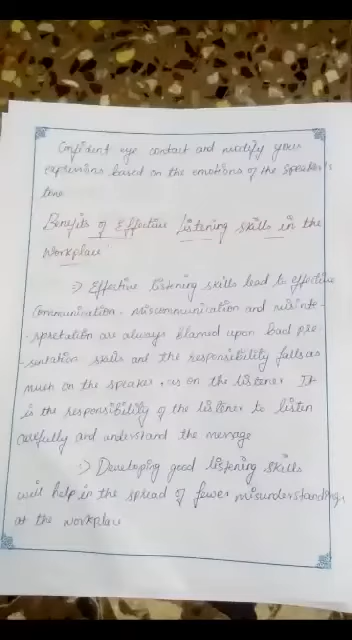 Confident eye contact and modify your
expressions based on the emotions of the speaker's
tone
Benefits of Effective listening skills in the
Workplace
:) Effective listening skills lead to effective
Communication. Miscommunication and misinte-
-spretation are always blamed upon bad pre
-sentation skills and the responsibility falls as
much on the speaker, as on the listener. It
is the responsibility of the listener to listen
carefully and understand the message
:) Developing good listening skills
will help in the spread of fewer misunderstandings
at the workplace